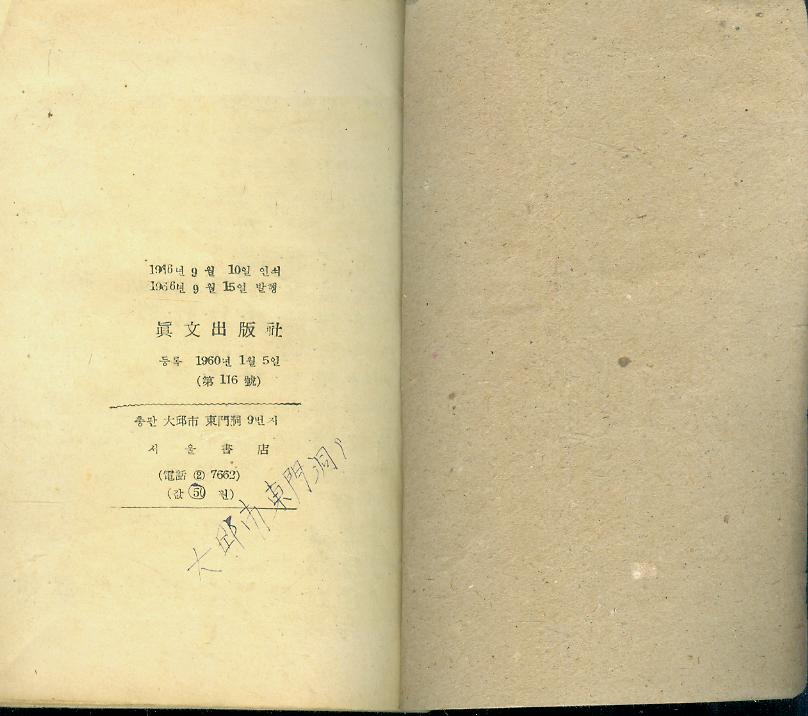 1966년 9 월 10일 인쇄
1966년 9 월 15일 발행
眞文出版社
등록 1960년 1월 5일
(第 116 號)
총판 大邱市 東門洞 9번지
서울書店
(電話 ② 7662)
(값 50 원)
大邱市東門洞